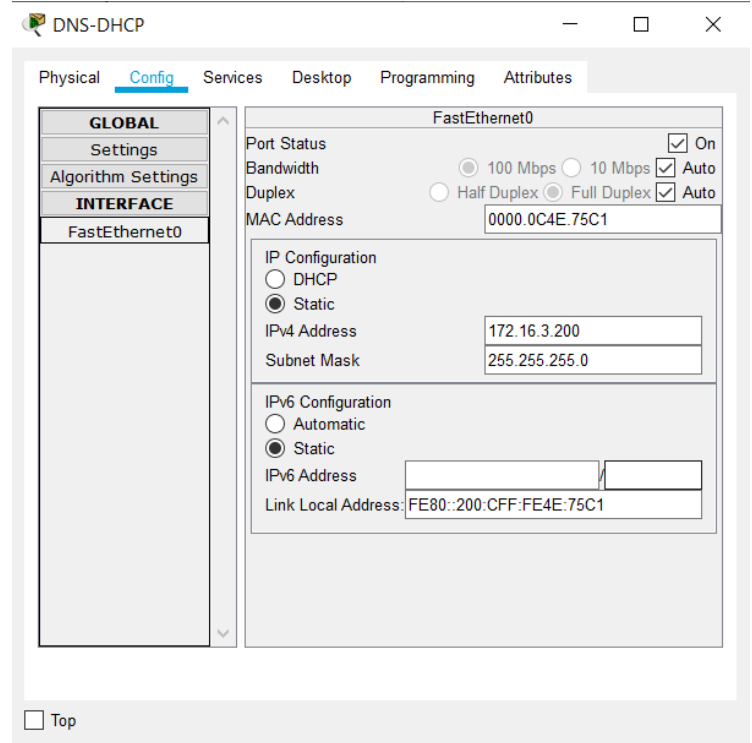 DNS-DHCP
Physical Config Services Desktop Programming Attributes
GLOBAL
Settings
Algorithm Settings
INTERFACE
FastEthernet0
FastEthernet0
Port Status On
Bandwidth 100 Mbps 10 Mbps Auto
Duplex Half Duplex Full Duplex Auto
MAC Address 0000.0C4E.75C1
IP Configuration
DHCP
Static
IPv4 Address 172.16.3.200
Subnet Mask 255.255.255.0
IPv6 Configuration
Automatic
Static
IPv6 Address /
Link Local Address: FE80::200:CFF:FE4E:75C1
Top